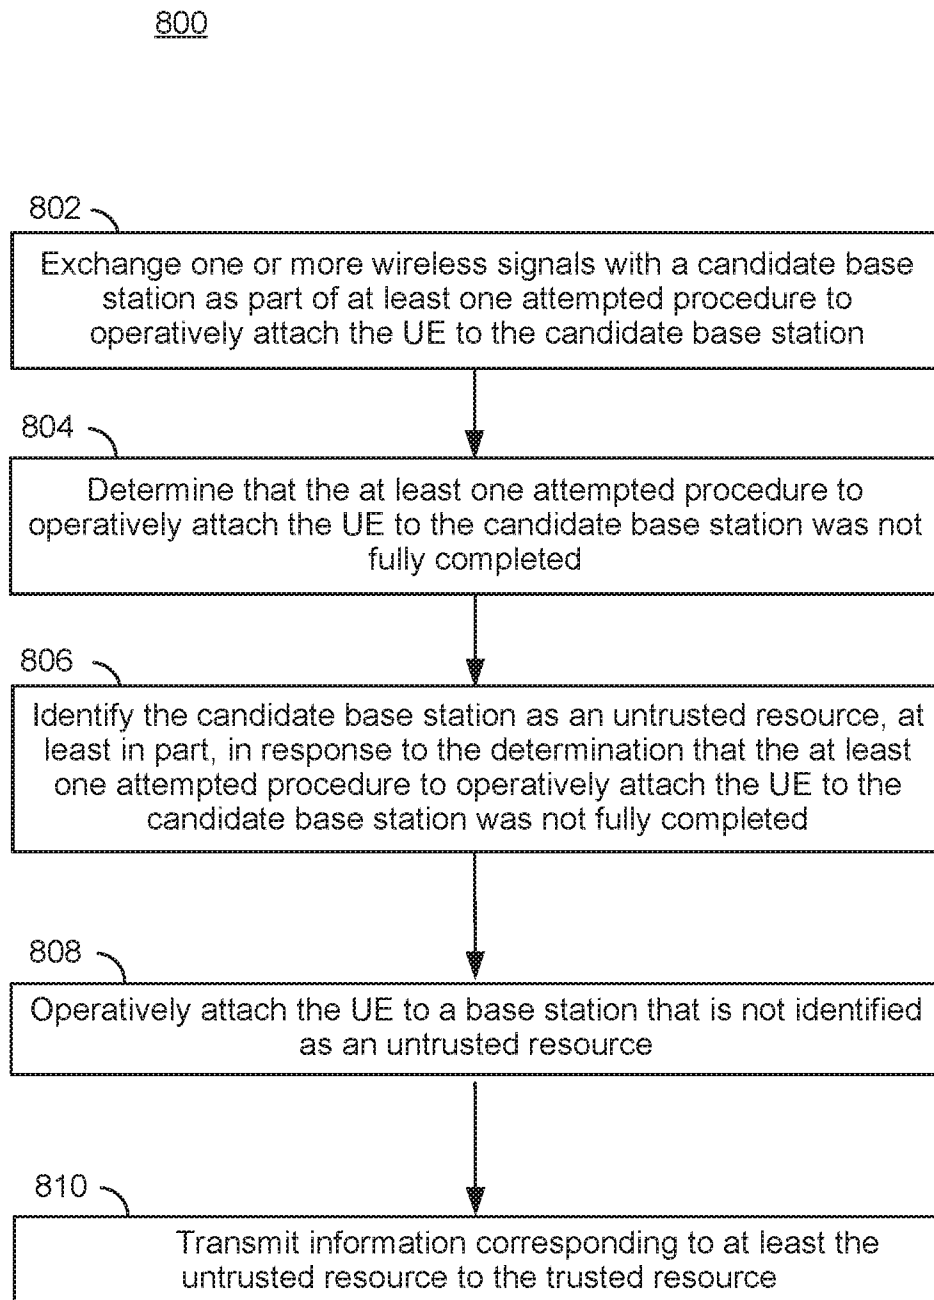 800
802
Exchange one or more wireless signals with a candidate base
station as part of at least one attempted procedure to
operatively attach the UE to the candidate base station
804
Determine that the at least one attempted procedure to
operatively attach the UE to the candidate base station was not
fully completed
806
Identify the candidate base station as an untrusted resource, at
least in part, in response to the determination that the at least
one attempted procedure to operatively attach the UE to the
candidate base station was not fully completed
808
Operatively attach the UE to a base station that is not identified
as an untrusted resource
810
Transmit information corresponding to at least the
untrusted resource to the trusted resource